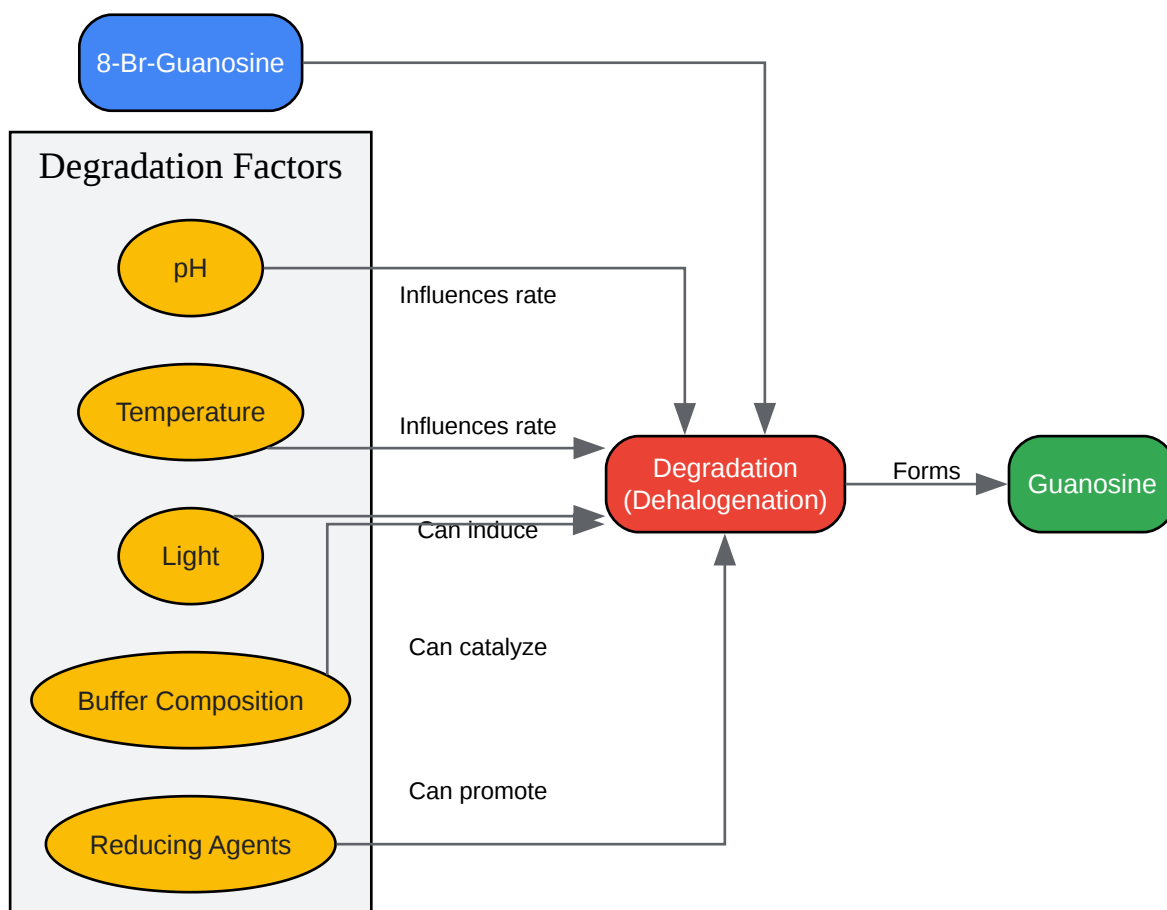 8-Br-Guanosine
Degradation Factors
pH
Influences rate
Temperature
Influences rate
Degradation
(Dehalogenation)
Forms
Guanosine
Light
Can induce
Can catalyze
Buffer Composition
Can promote
Reducing Agents